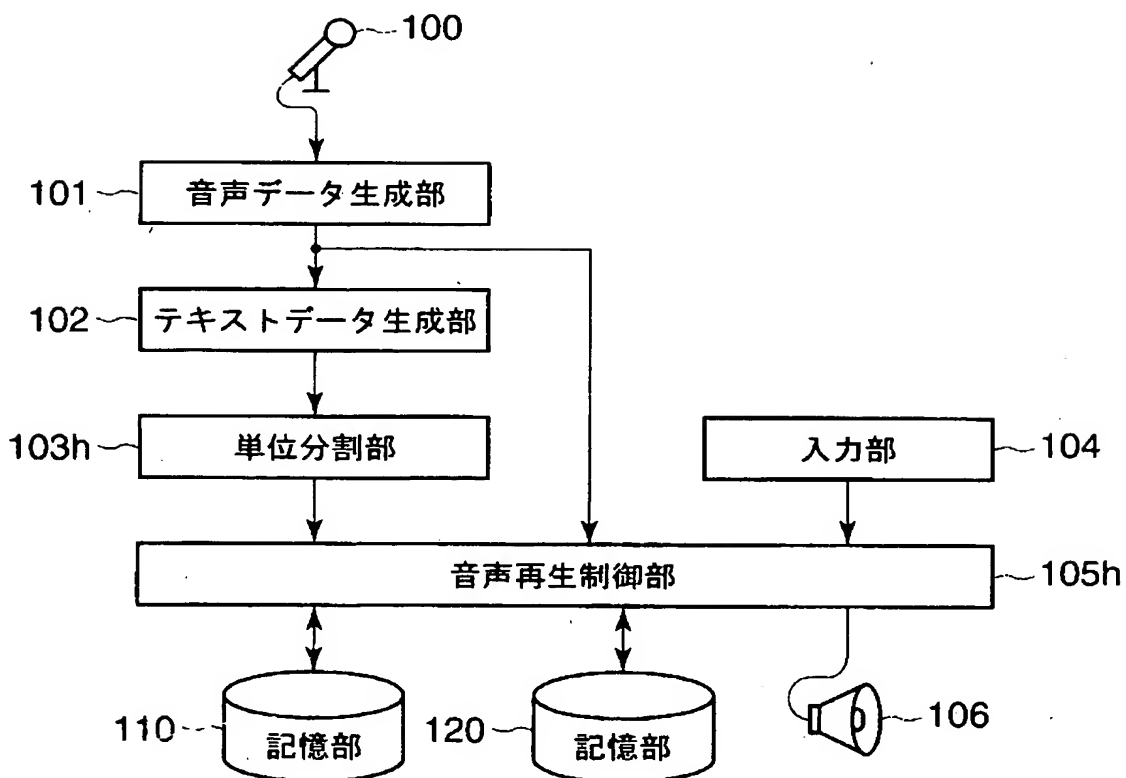 100
101 音声データ生成部
102 テキストデータ生成部
103h 単位分割部
入力部 104
音声再生制御部 105h
110 記憶部
120 記憶部
106